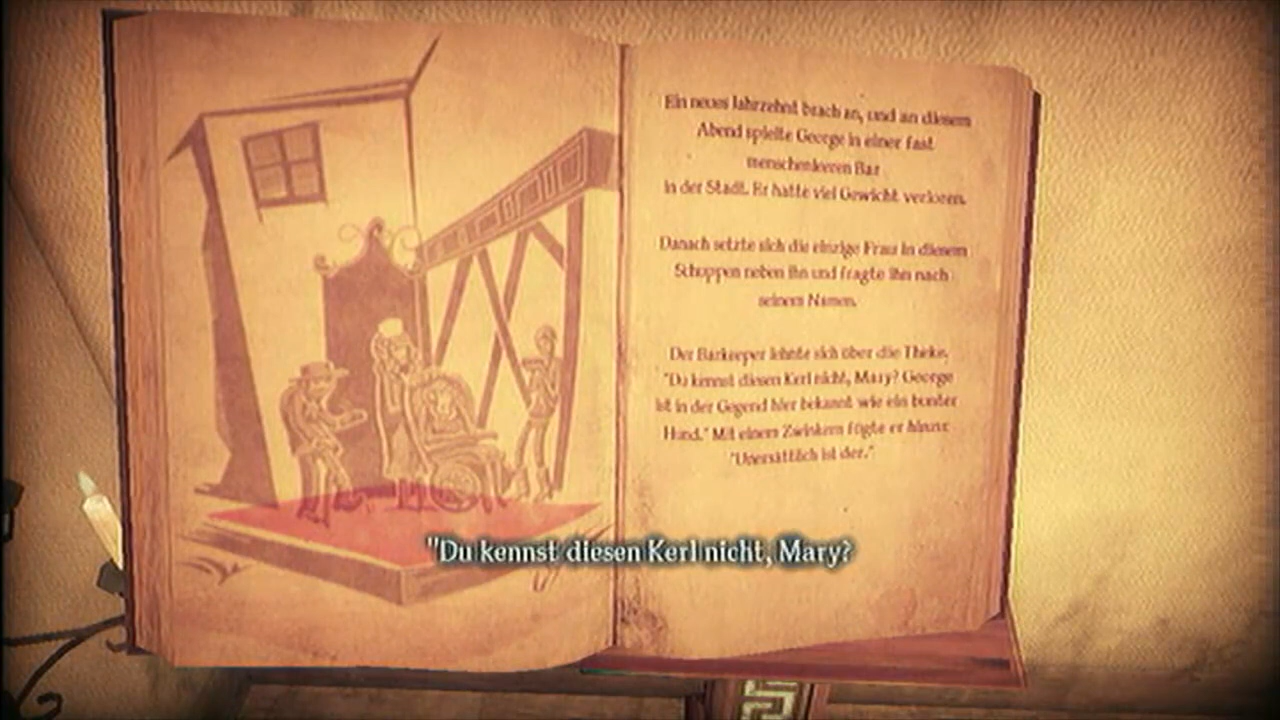 Ein neues Jahrzehnt brach an, und an diesem
Abend spielte George in einer fast
menschenleeren Bar
in der Stadt. Er hatte viel Gewicht verloren.
Danach setzte sich die einzige Frau in diesem
Schuppen neben ihn und fragte ihn nach
seinem Namen.
Der Barkeeper lehnte sich über die Theke.
"Du kennst diesen Kerl nicht, Mary? George
ist in der Gegend hier bekannt wie ein bunter
Hund." Mit einem Zwinkern fügte er hinzu:
"Unersättlich ist der."
"Du kennst diesen Kerl nicht, Mary?